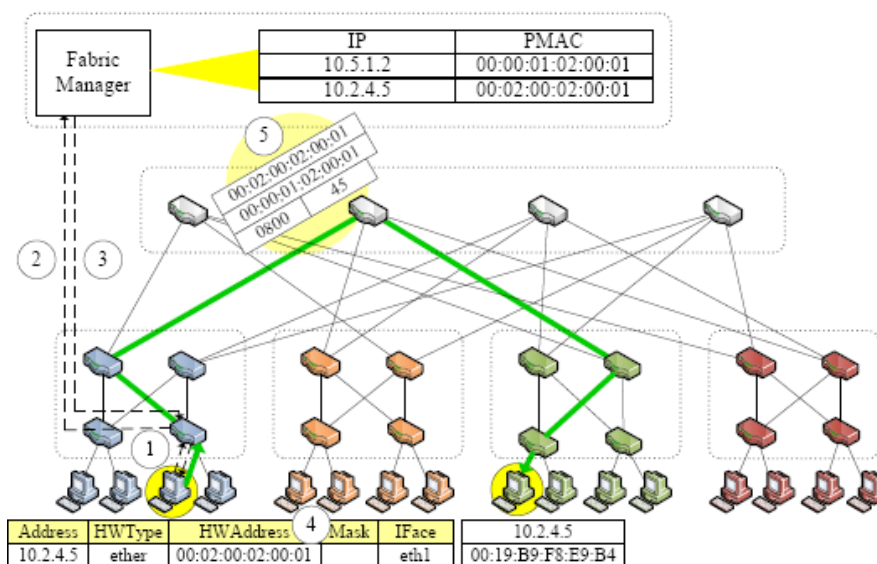 Fabric
Manager
IP PMAC
10.5.1.2 00:00:01:02:00:01
10.2.4.5 00:02:00:02:00:01
5
00:02:00:02:00:01
00;00;01;02;00:01
0800 45
2
3
1
4
Address HWType HWAddress Mask IFace
10.2.4.5 ether 00:02:00:02:00:01 eth1
10.2.4.5
00:19:B9:F8:E9:B4